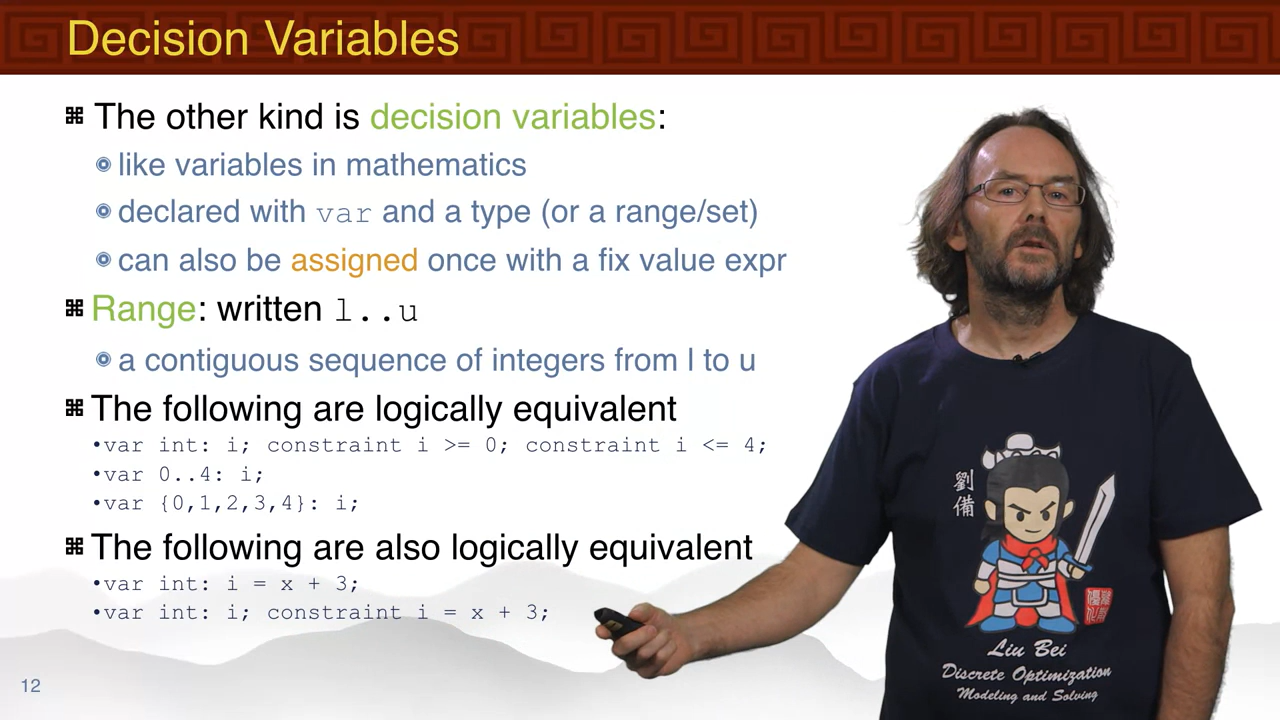 Decision Variables
⌘ The other kind is decision variables:
◉ like variables in mathematics
◉ declared with var and a type (or a range/set)
◉ can also be assigned once with a fix value expr
⌘ Range: written l..u
◉ a contiguous sequence of integers from l to u
⌘ The following are logically equivalent
•var int: i; constraint i >= 0; constraint i <= 4;
•var 0..4: i;
•var {0,1,2,3,4}: i;
⌘ The following are also logically equivalent
•var int: i = x + 3;
•var int: i; constraint i = x + 3;
12
劉備
Liu Bei
Discrete Optimization
Modeling and Solving